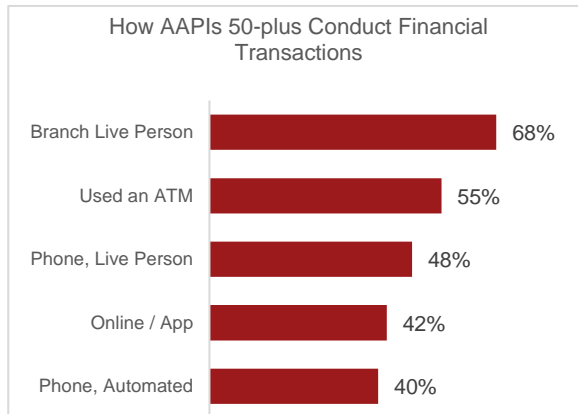 How AAPIs 50-plus Conduct Financial
Transactions
Branch Live Person 68%
Used an ATM 55%
Phone, Live Person 48%
Online / App 42%
Phone, Automated 40%